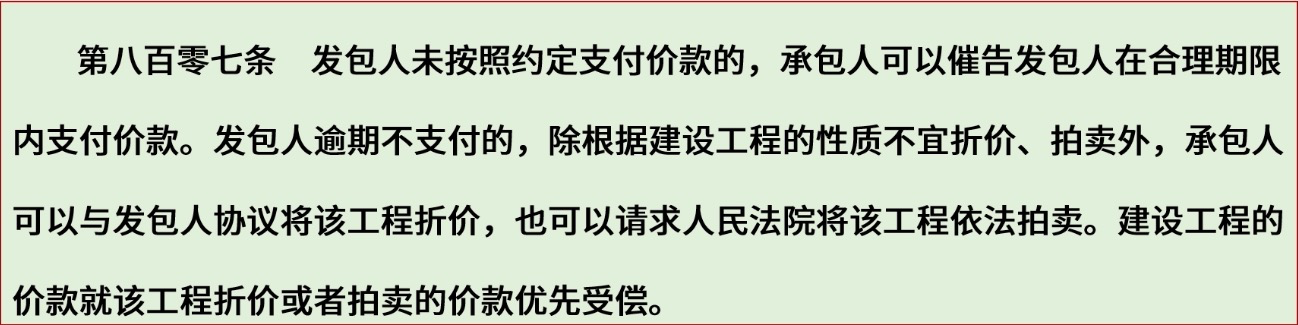 第八百零七条　发包人未按照约定支付价款的，承包人可以催告发包人在合理期限
内支付价款。发包人逾期不支付的，除根据建设工程的性质不宜折价、拍卖外，承包人
可以与发包人协议将该工程折价，也可以请求人民法院将该工程依法拍卖。建设工程的
价款就该工程折价或者拍卖的价款优先受偿。